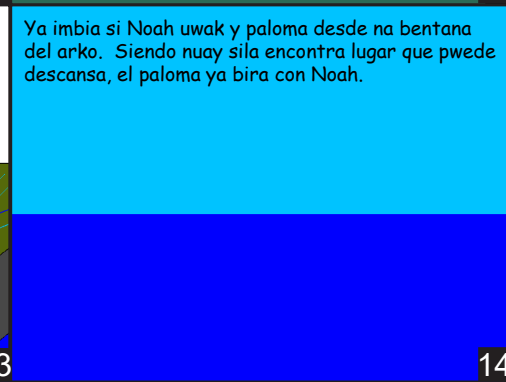 Ya imbia si Noah uwak y paloma desde na bentana
del arko.  Siendo nuay sila encontra lugar que pwede
descansa, el paloma ya bira con Noah.
3
14